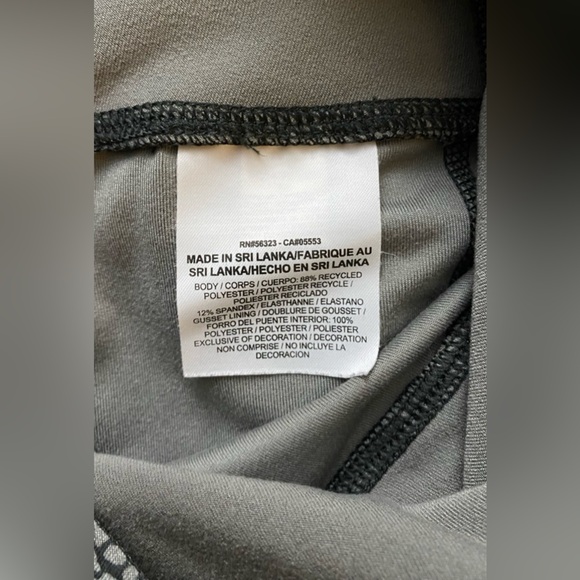 RN#56323 - CA#05553
MADE IN SRI LANKA/FABRIQUE AU
SRI LANKA/HECHO EN SRI LANKA
BODY / CORPS / CUERPO: 88% RECYCLED
POLYESTER / POLYESTER RECYCLE /
POLIESTER RECICLADO
12% SPANDEX / ELASTHANNE / ELASTANO
GUSSET LINING / DOUBLURE DE GOUSSET /
FORRO DEL PUENTE INTERIOR: 100%
POLYESTER / POLYESTER / POLIESTER
EXCLUSIVE OF DECORATION / DECORATION
NON COMPRISE / NO INCLUYE LA
DECORACION